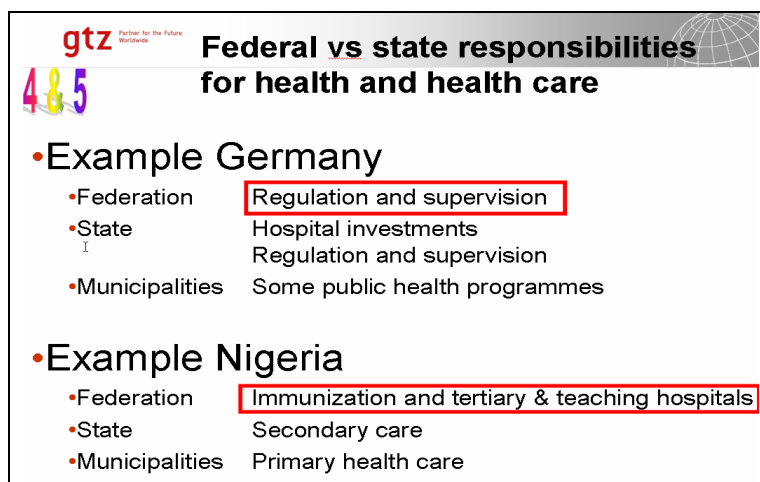 gtz Partner for the Future.
Worldwide.
Federal vs state responsibilities
for health and health care
4 & 5
•Example Germany
•Federation Regulation and supervision
•State Hospital investments
Regulation and supervision
•Municipalities Some public health programmes
•Example Nigeria
•Federation Immunization and tertiary & teaching hospitals
•State Secondary care
•Municipalities Primary health care